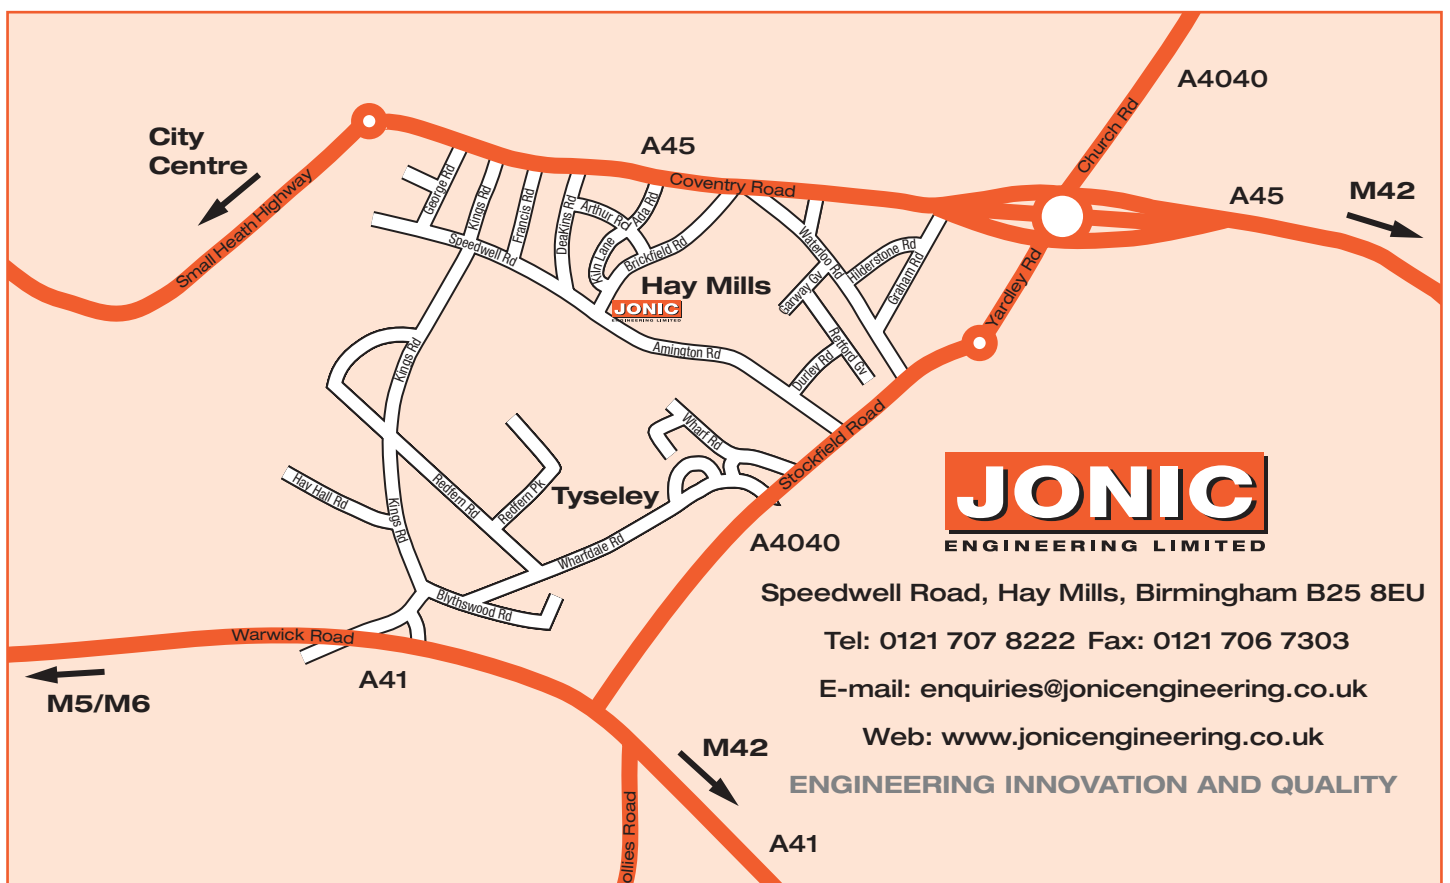 A4040
City
Centre
A45
Church Rd
Coventry Road
A45
M42
Small Heath Highway
George Rd
Kings Rd
Francis Rd
DeaKins Rd
Arthur Rd
Ada Rd
Speedwell Rd
Kiln Lane
Brickfield Rd
Waterloo Rd
Hilderstone Rd
Graham Rd
Garway Gv
Yardley Rd
Hay Mills
JONIC
ENGINEERING LIMITED
Amington Rd
Retford Gv
Durley Rd
Kings Rd
Wharf Rd
Stockfield Road
Hay Hall Rd
Redfern Rd
Redfern Pk
Tyseley
Kings Rd
Wharfdale Rd
A4040
Blythswood Rd
Warwick Road
A41
M5/M6
M42
A41
ollies Road
JONIC
ENGINEERING LIMITED
Speedwell Road, Hay Mills, Birmingham B25 8EU
Tel: 0121 707 8222 Fax: 0121 706 7303
E-mail: enquiries@jonicengineering.co.uk
Web: www.jonicengineering.co.uk
ENGINEERING INNOVATION AND QUALITY